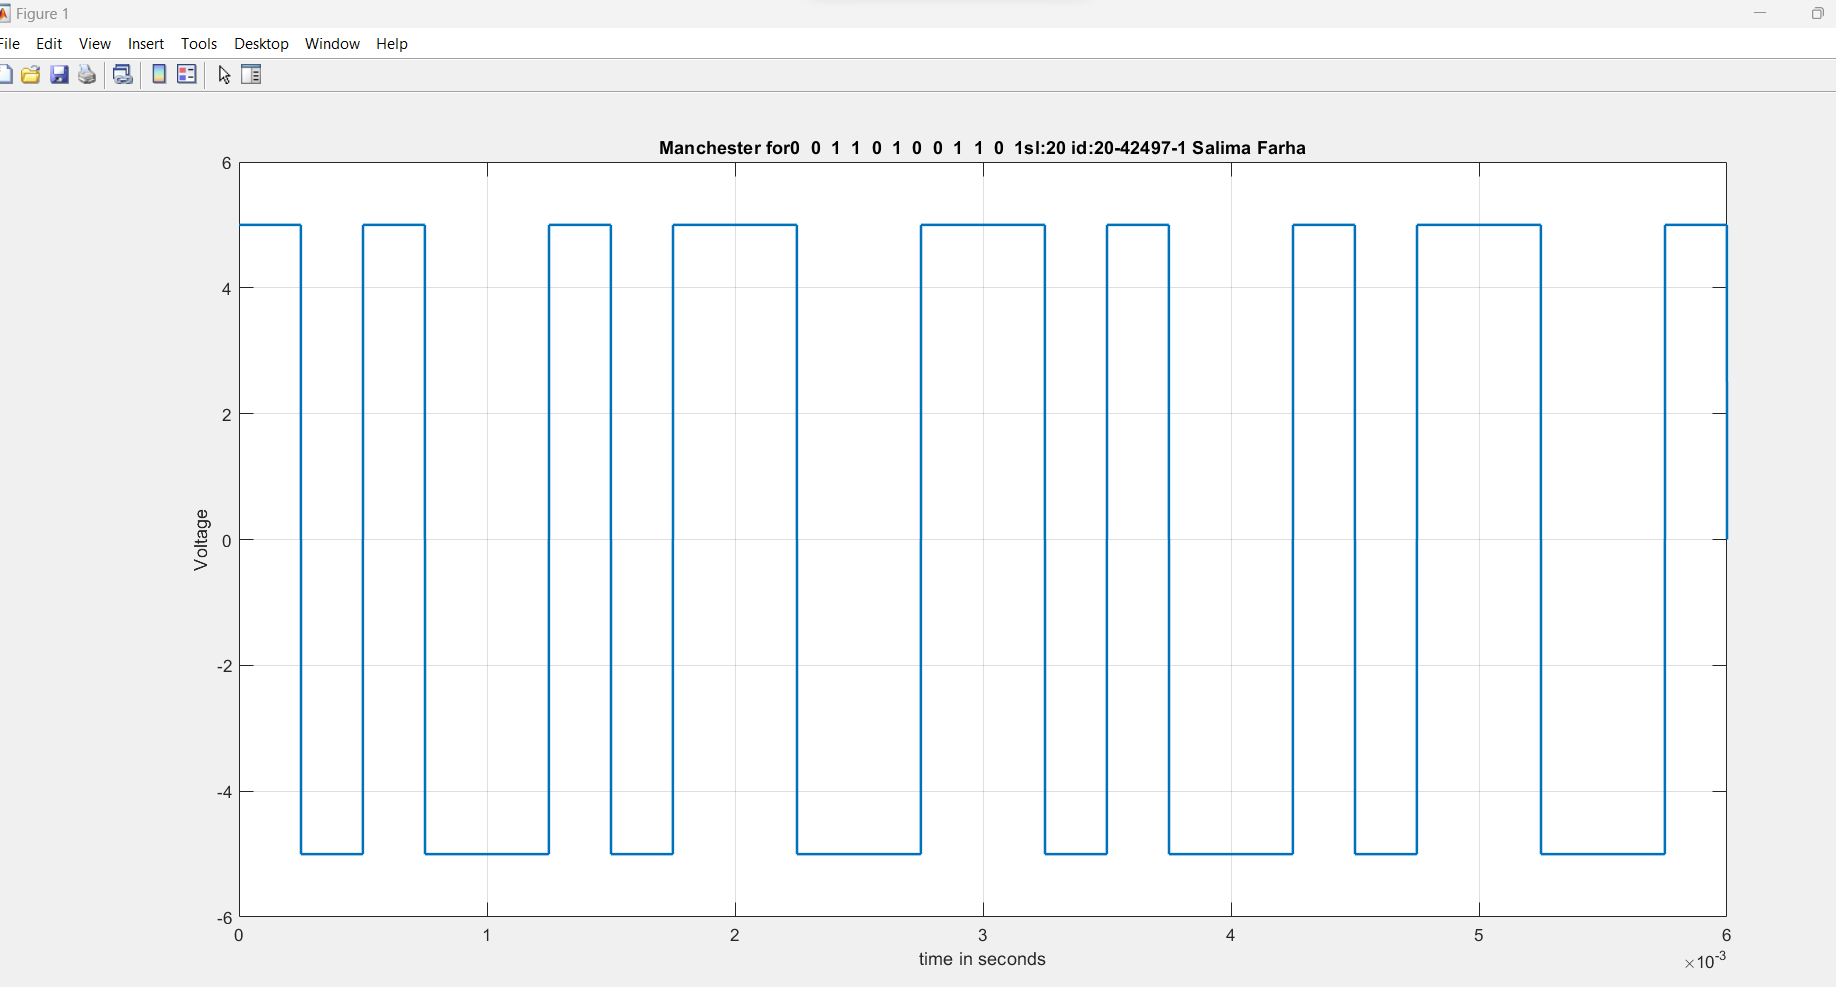 Figure 1
File Edit View Insert Tools Desktop Window Help
Manchester for0 0 1 1 0 1 0 0 1 1 0 1sl:20 id:20-42497-1 Salima Farha
6
4
2
0
-2
-4
-6
Voltage
0 1 2 3 4 5 6
time in seconds
×10-3